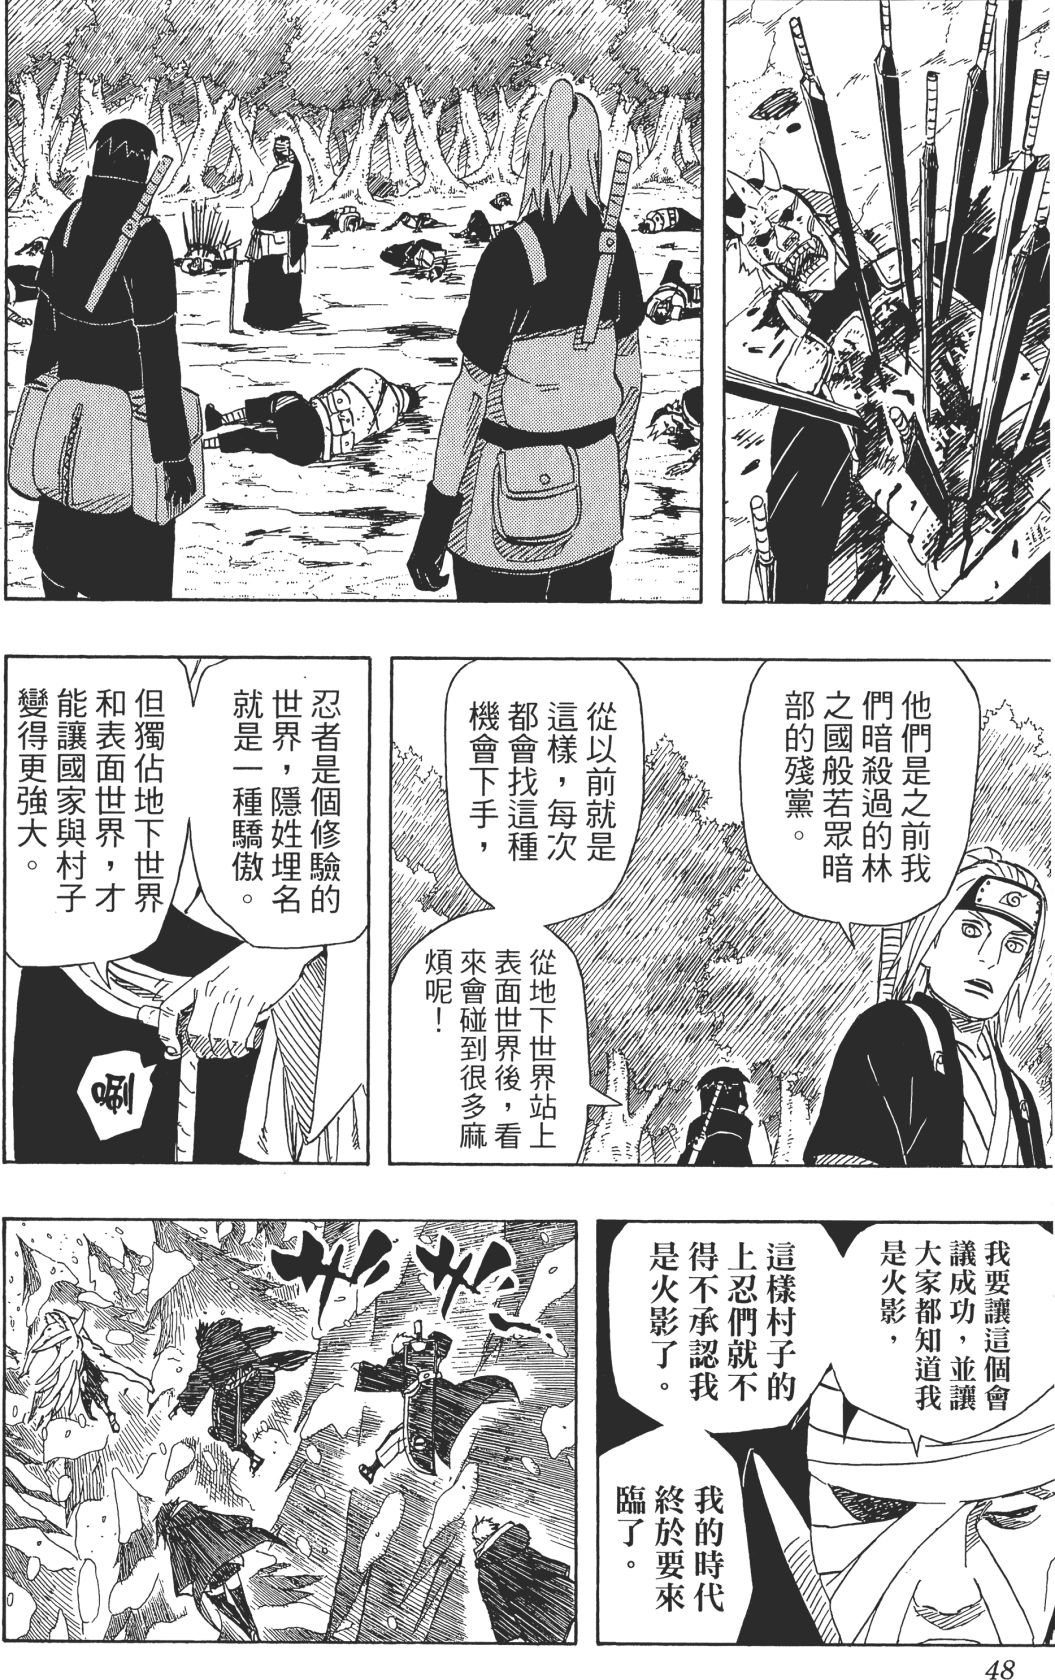 他們是之前我
們暗殺過的林
之國般若眾暗
部的殘黨。
從以前就是
這樣，每次
都會找這種
機會下手，
從地下世界站上
表面世界後，看
來會碰到很多麻
煩呢！
忍者是個修驗的
世界，隱姓埋名
就是一種驕傲。
但獨佔地下世界
和表面世界，才
能讓國家與村子
變得更強大。
我要讓這個會
議成功，並讓
大家都知道我
是火影，
這樣村子的
上忍們就不
得不承認我
是火影了。
我的時代
終於要來
臨了。
ザザ
48